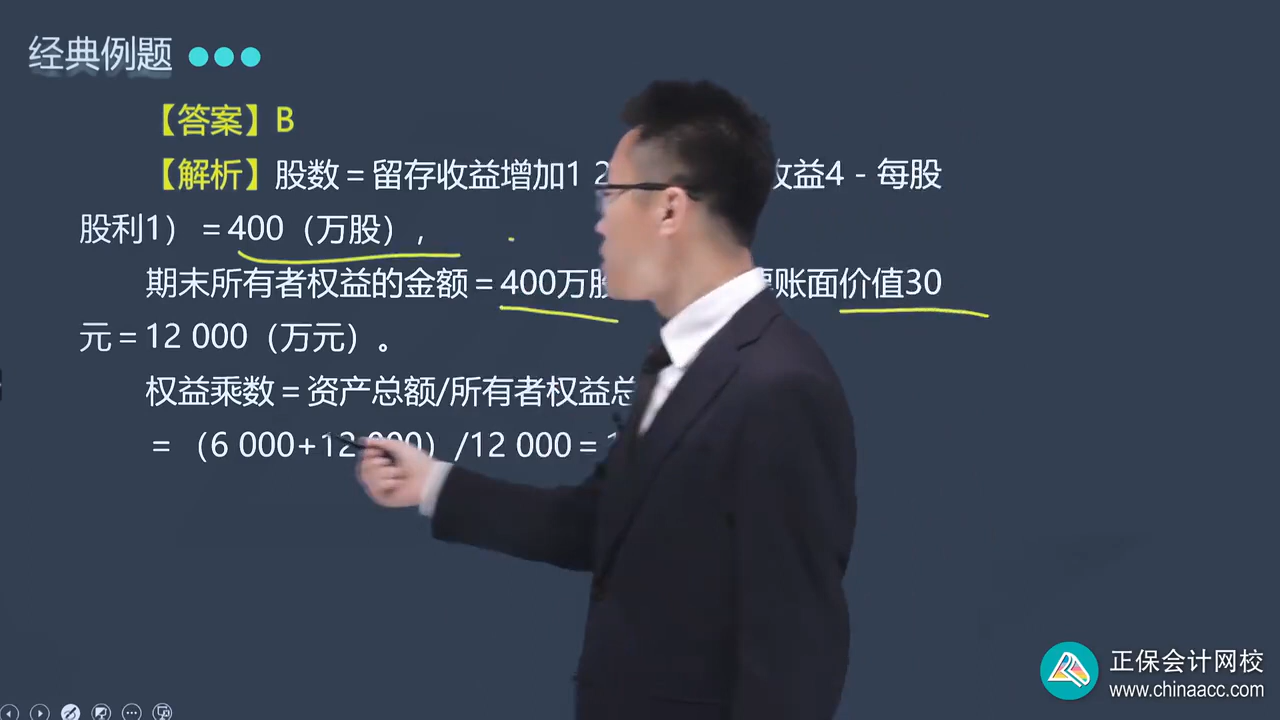 经典例题
【答案】B
【解析】股数＝留存收益增加1 2 收益4－每股
股利1）＝400（万股），
期末所有者权益的金额＝400万股 账面价值30
元＝12 000（万元）。
权益乘数＝资产总额/所有者权益总
＝（6 000+12 000）/12 000＝1
正保会计网校
www.chinaacc.com